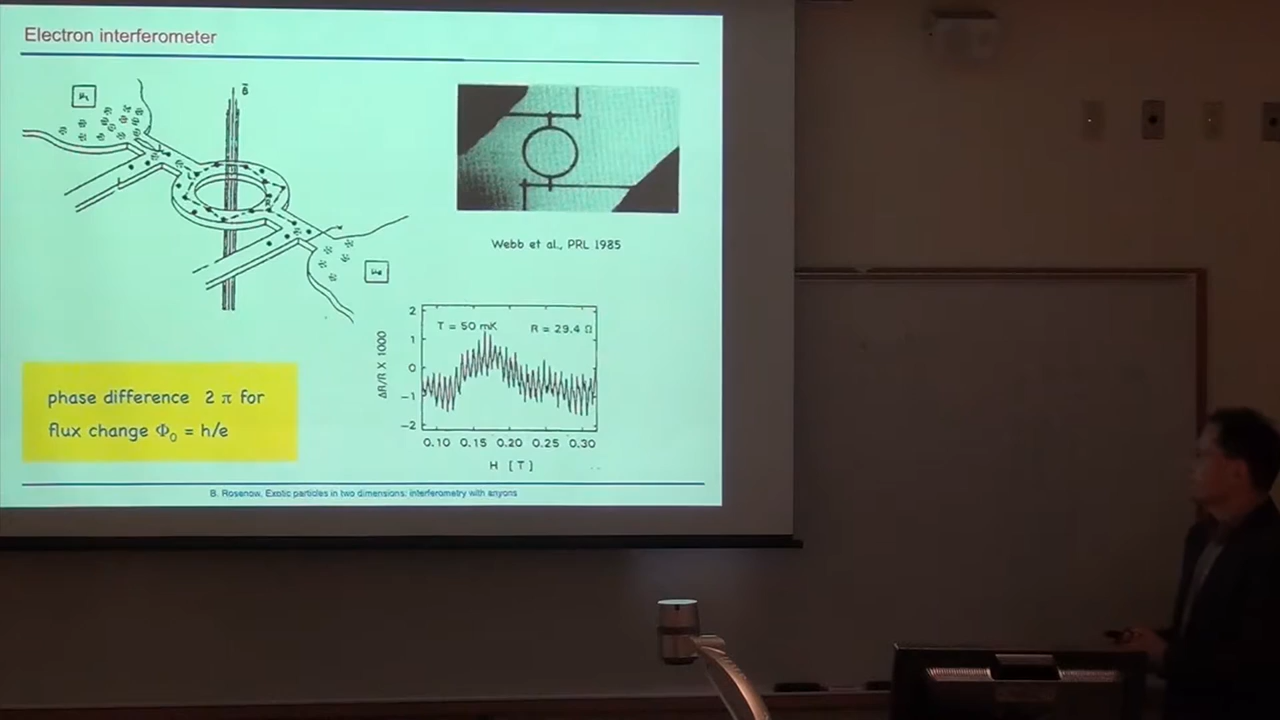 Electron interferometer
μ₁
B
Webb et al., PRL 1985
2
T = 50 mK R = 29.4 Ω
1
0
-1
-2
ΔR/R X 1000
0.10 0.15 0.20 0.25 0.30
H [T]
phase difference 2 π for
flux change Φ₀ = h/e
B. Rosenow, Exotic particles in two dimensions: interferometry with anyons